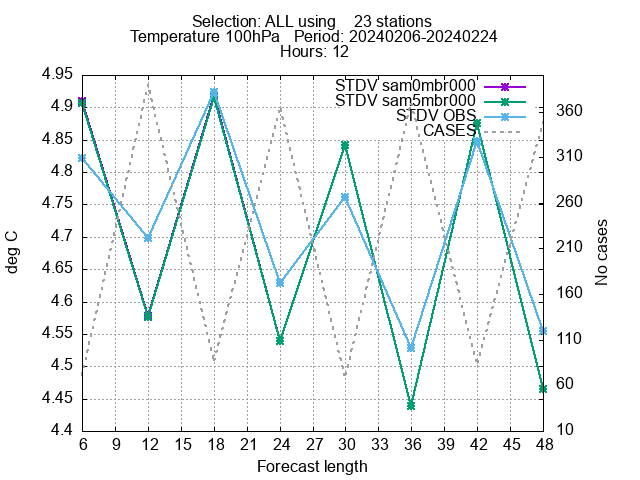 Selection: ALL using    23 stations
Temperature 100hPa   Period: 20240206-20240224
Hours: 12
STDV sam0mbr000
STDV sam5mbr000
STDV OBS
CASES
4.95
4.9
4.85
4.8
4.75
4.7
4.65
4.6
4.55
4.5
4.45
4.4
deg C
360
310
260
210
160
110
60
10
No cases
6 9 12 15 18 21 24 27 30 33 36 39 42 45 48
Forecast length